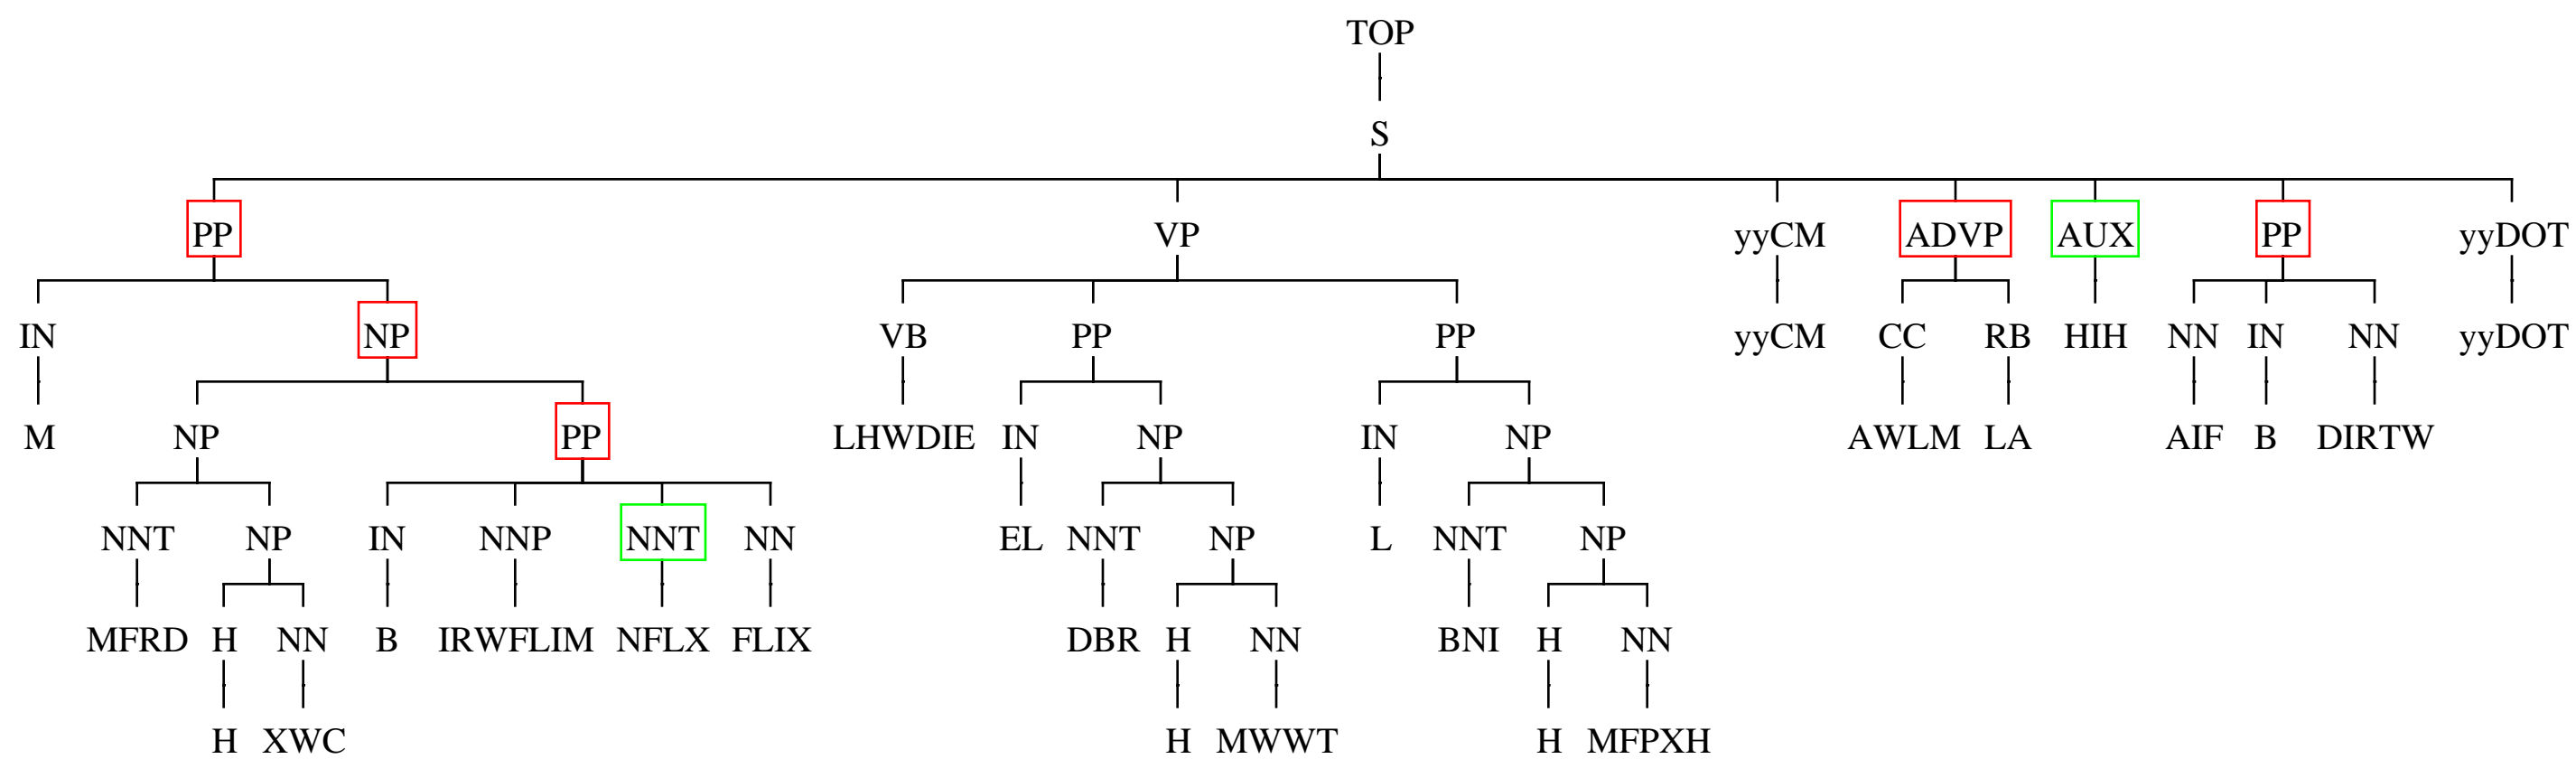 TOP
S
PP VP yyCM ADVP AUX PP yyDOT
IN NP VB PP PP yyCM CC RB HIH NN IN NN yyDOT
M NP PP LHWDIE IN NP IN NP AWLM LA AIF B DIRTW
NNT NP IN NNP NNT NN EL NNT NP L NNT NP
MFRD H NN B IRWFLIM NFLX FLIX DBR H NN BNI H NN
H XWC H MWWT H MFPXH